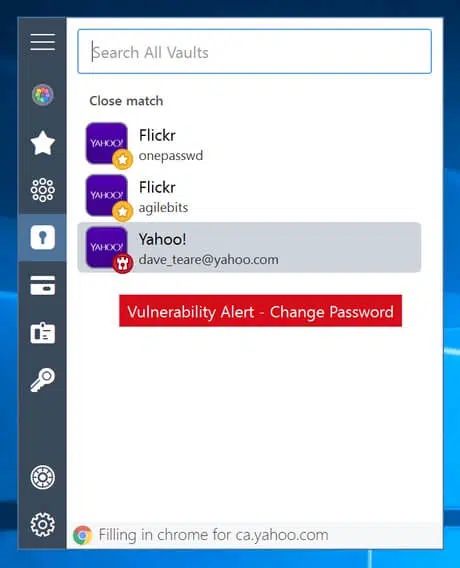 Search All Vaults
Close match
YAHOO!
Flickr
onepasswd
YAHOO!
Flickr
agilebits
YAHOO!
Yahoo!
dave_teare@yahoo.com
Vulnerability Alert - Change Password
Filling in chrome for ca.yahoo.com